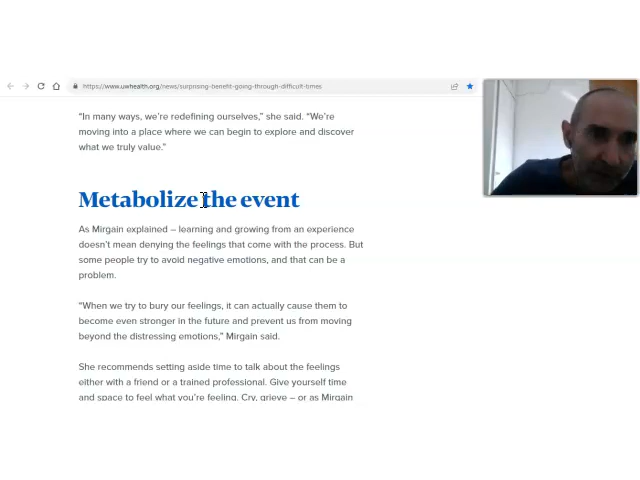 https://www.uwhealth.org/news/surprising-benefit-going-through-difficult-times
“In many ways, we’re redefining ourselves,” she said. “We’re
moving into a place where we can begin to explore and discover
what we truly value.”
Metabolize the event
As Mirgain explained – learning and growing from an experience
doesn’t mean denying the feelings that come with the process. But
some people try to avoid negative emotions, and that can be a
problem.
“When we try to bury our feelings, it can actually cause them to
become even stronger in the future and prevent us from moving
beyond the distressing emotions,” Mirgain said.
She recommends setting aside time to talk about the feelings
either with a friend or a trained professional. Give yourself time
and space to feel what you’re feeling. Cry, grieve – or as Mirgain